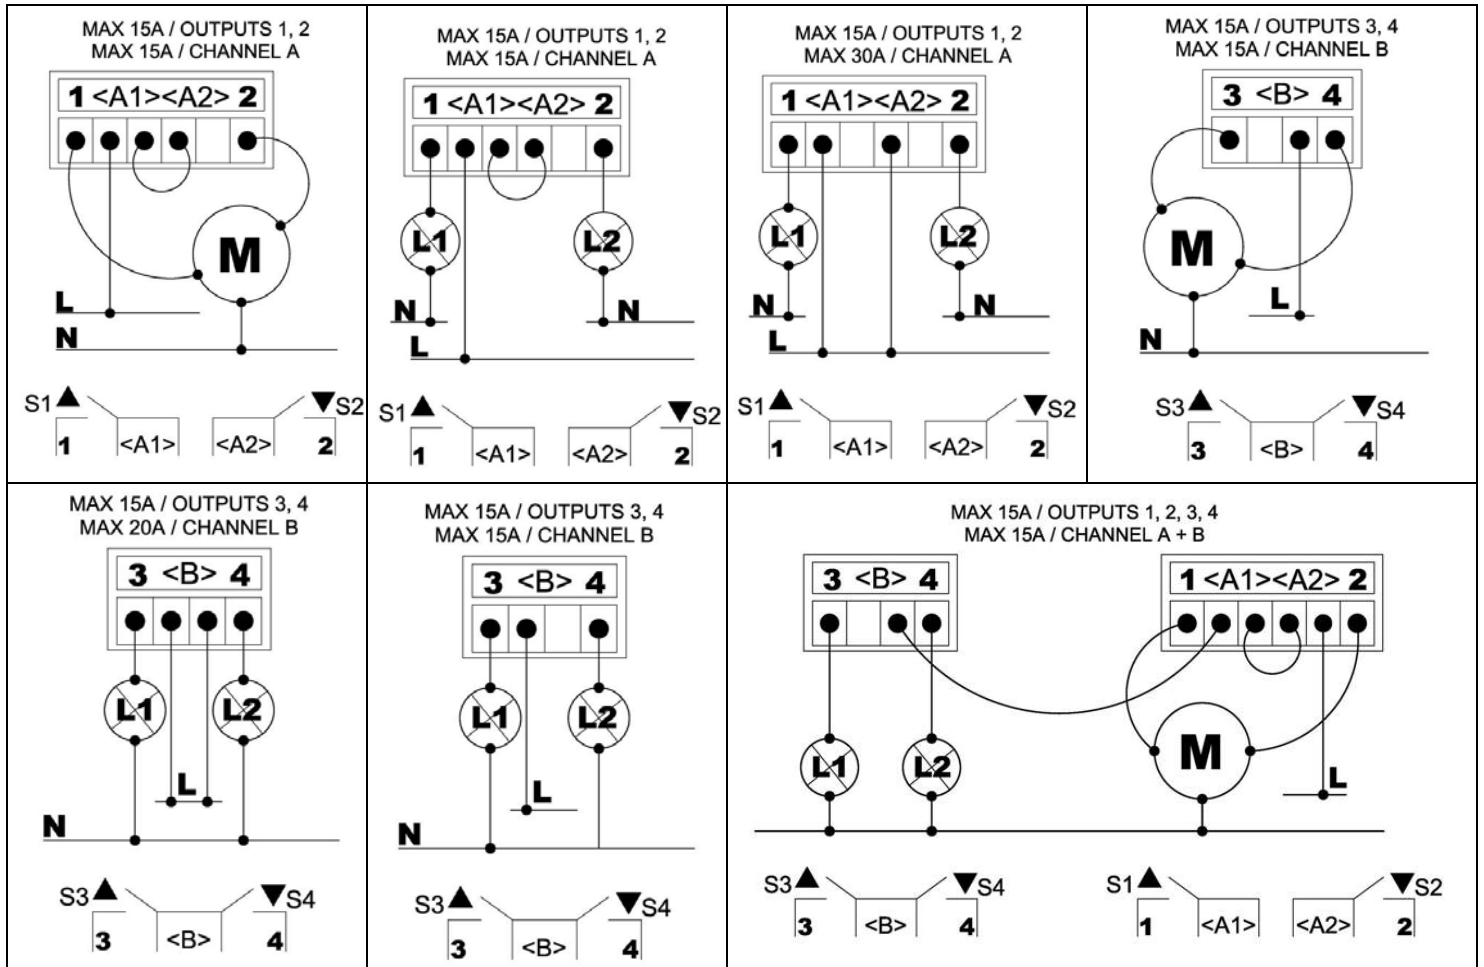 MAX 15A / OUTPUTS 1, 2
MAX 15A / CHANNEL A
1 <A1><A2> 2
M
L
N
S1 S2
1 <A1> <A2> 2
MAX 15A / OUTPUTS 1, 2
MAX 15A / CHANNEL A
1 <A1><A2> 2
L1 L2
N N
L
S1 S2
1 <A1> <A2> 2
MAX 15A / OUTPUTS 1, 2
MAX 30A / CHANNEL A
1 <A1><A2> 2
L1 L2
N N
L
S1 S2
1 <A1> <A2> 2
MAX 15A / OUTPUTS 3, 4
MAX 15A / CHANNEL B
3 <B> 4
M
L
N
S3 S4
3 <B> 4
MAX 15A / OUTPUTS 3, 4
MAX 20A / CHANNEL B
3 <B> 4
L1 L2
L
N
S3 S4
3 <B> 4
MAX 15A / OUTPUTS 3, 4
MAX 15A / CHANNEL B
3 <B> 4
L1 L2
L
N
S3 S4
3 <B> 4
MAX 15A / OUTPUTS 1, 2, 3, 4
MAX 15A / CHANNEL A + B
3 <B> 4 1 <A1><A2> 2
L1 L2 M
L
S3 S4 S1 S2
3 <B> 4 1 <A1> <A2> 2